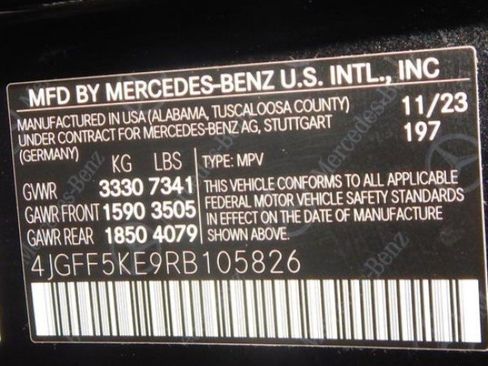 MFD BY MERCEDES-BENZ U.S. INTL., INC
MANUFACTURED IN USA (ALABAMA, TUSCALOOSA COUNTY) 11/23
UNDER CONTRACT FOR MERCEDES-BENZ AG, STUTTGART 197
(GERMANY) KG LBS TYPE: MPV
GVWR 3330 7341 THIS VEHICLE CONFORMS TO ALL APPLICABLE
GAWR FRONT 1590 3505 FEDERAL MOTOR VEHICLE SAFETY STANDARDS
GAWR REAR 1850 4079 IN EFFECT ON THE DATE OF MANUFACTURE SHOWN ABOVE.
4JGFF5KE9RB105826